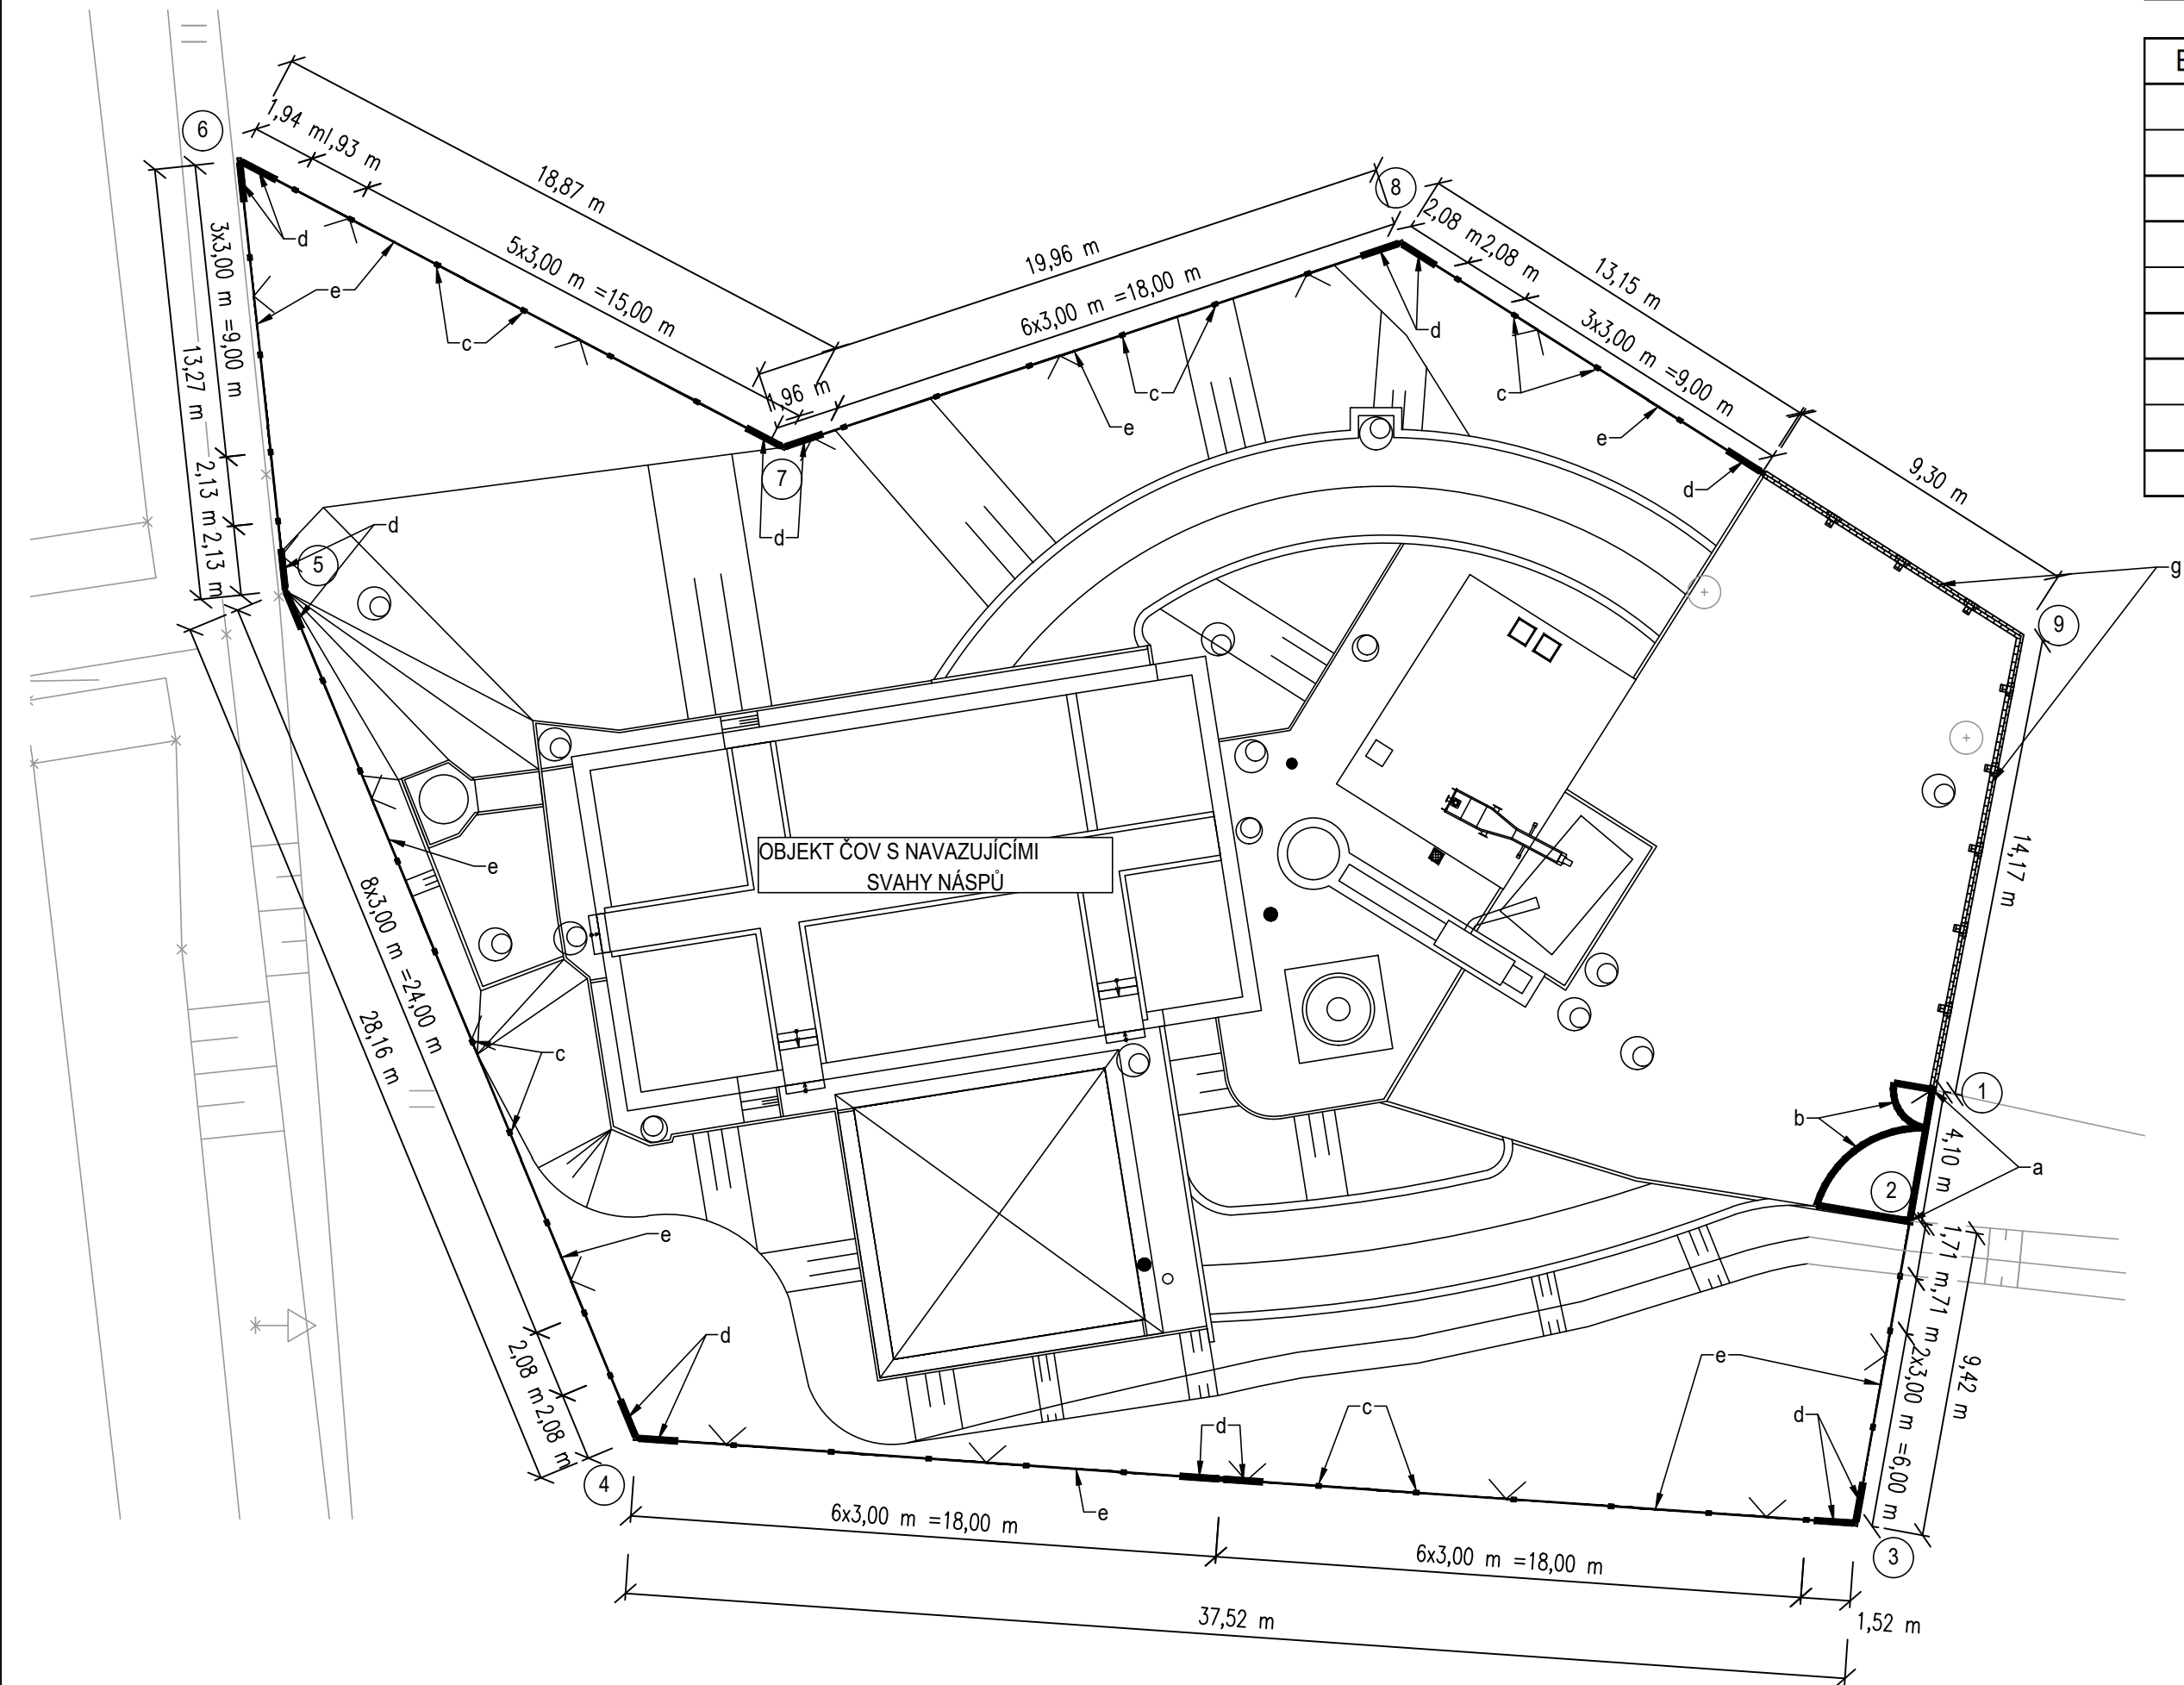 E
6
1,94 m1,93 m
18,87 m
5x3,00 m =15,00 m
d
e
c
3x3,00 m =9,00 m
13,27 m
2,13 m2,13 m
5
d
7
d
1,96 m
19,96 m
6x3,00 m =18,00 m
8
2,08 m2,08 m
13,15 m
3x3,00 m =9,00 m
d
c
e
c
e
d
9,30 m
g
9
14,17 m
OBJEKT ČOV S NAVAZUJÍCÍMI
SVAHY NÁSPŮ
e
8x3,00 m =24,00 m
28,16 m
c
e
d
2,08 m2,08 m
4
1
b
a
2
4,10 m
1,71 m
1,71 m
2x3,00 m =6,00 m
9,42 m
e
d
c
d
e
3
6x3,00 m =18,00 m
6x3,00 m =18,00 m
37,52 m
1,52 m